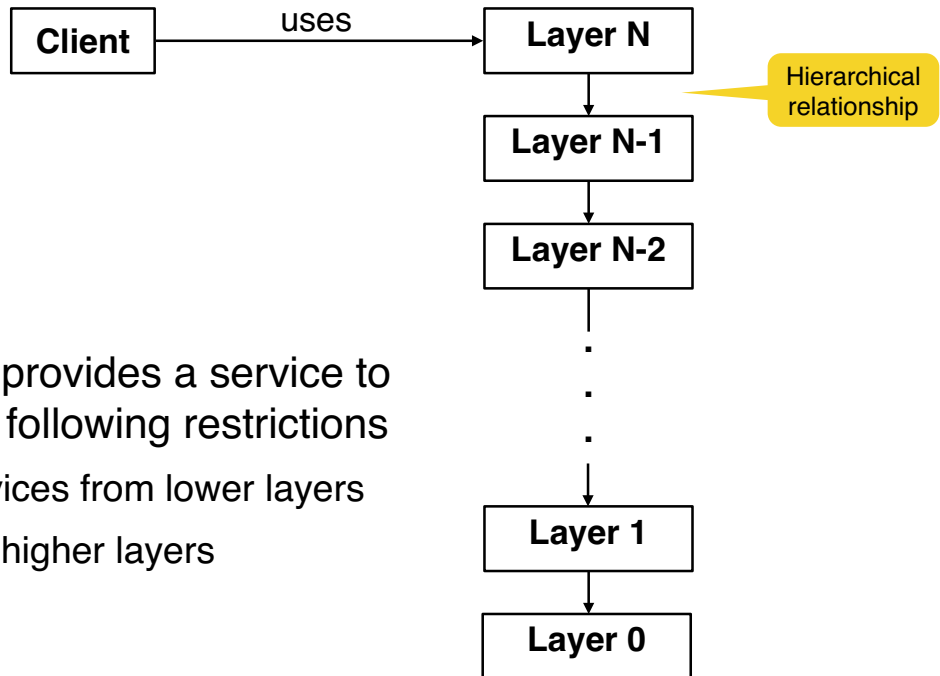 Client
uses
Layer N
Hierarchical
relationship
Layer N-1
Layer N-2
.
.
.
provides a service to
following restrictions
vices from lower layers
higher layers
Layer 1
Layer 0